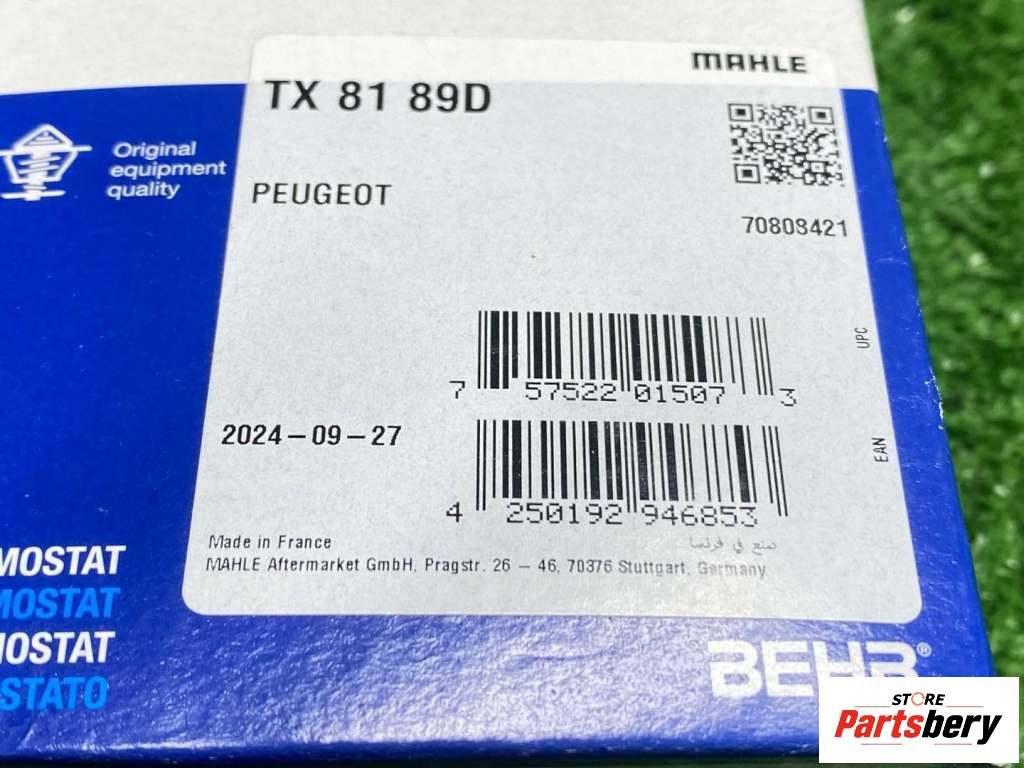 MAHLE
TX 81 89D
Original
equipment
quality
PEUGEOT
70808421
UPC
7 57522 01507 3
2024-09-27
EAN
4 250192 946853
Made in France
صنع في فرنسا
MAHLE Aftermarket GmbH, Pragstr. 26 – 46, 70376 Stuttgart, Germany
MOSTAT
MOSTAT
MOSTAT
STATO
BEHR®
STORE
Partsbery